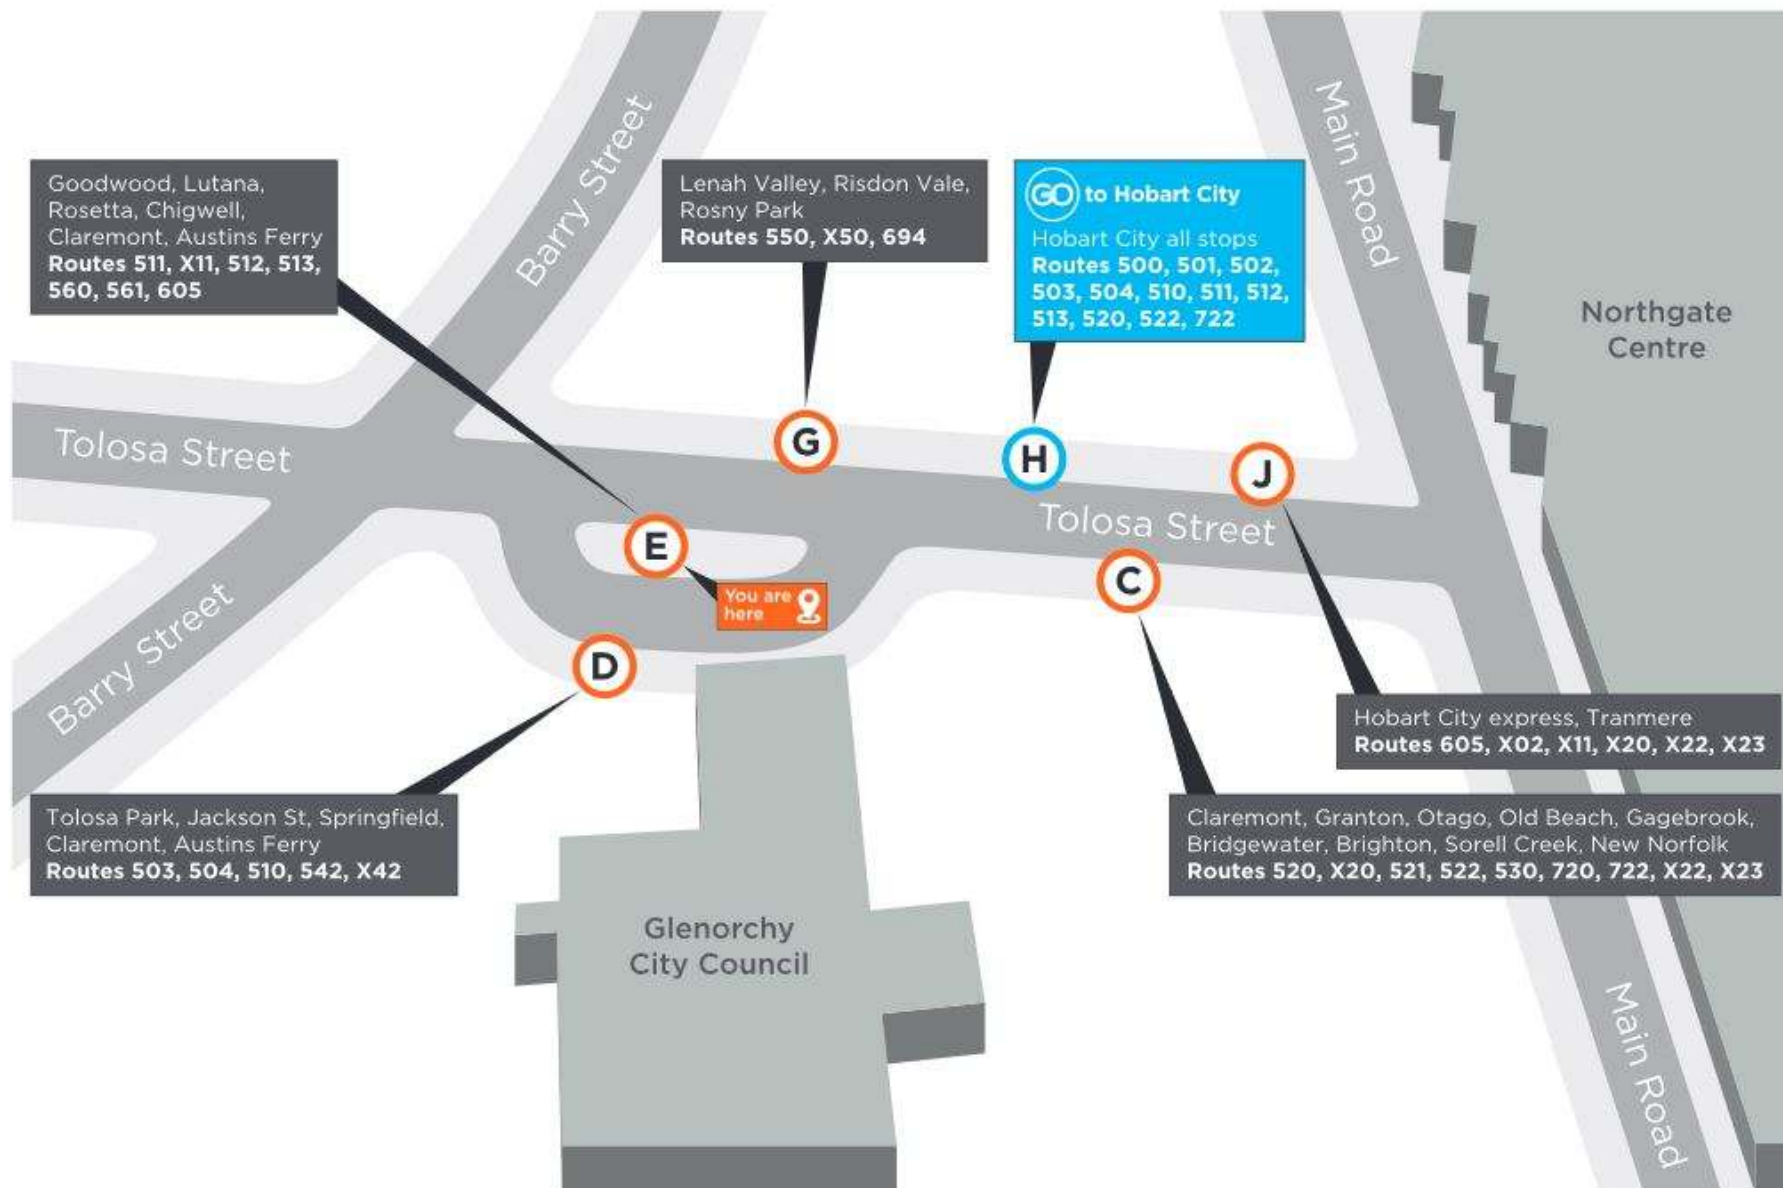 Main Road
Barry Street
Goodwood, Lutana,
Rosetta, Chigwell,
Claremont, Austins Ferry
Routes 511, X11, 512, 513,
560, 561, 605
Lenah Valley, Risdon Vale,
Rosny Park
Routes 550, X50, 694
GO to Hobart City
Hobart City all stops
Routes 500, 501, 502,
503, 504, 510, 511, 512,
513, 520, 522, 722
Northgate
Centre
Tolosa Street
G
H
J
Tolosa Street
E
C
You are
here
Barry Street
D
Hobart City express, Tranmere
Routes 605, X02, X11, X20, X22, X23
Tolosa Park, Jackson St, Springfield,
Claremont, Austins Ferry
Routes 503, 504, 510, 542, X42
Claremont, Granton, Otago, Old Beach, Gagebrook,
Bridgewater, Brighton, Sorell Creek, New Norfolk
Routes 520, X20, 521, 522, 530, 720, 722, X22, X23
Glenorchy
City Council
Main Road